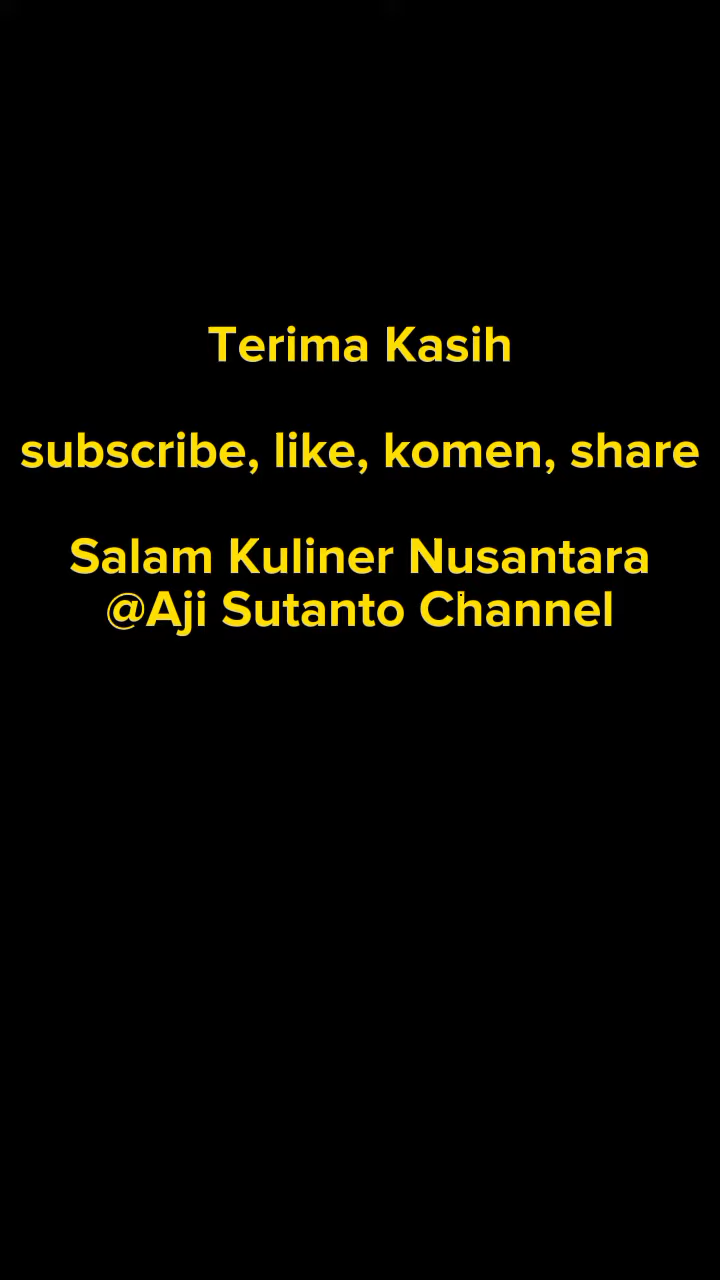 Terima Kasih
subscribe, like, komen, share
Salam Kuliner Nusantara
@Aji Sutanto Channel